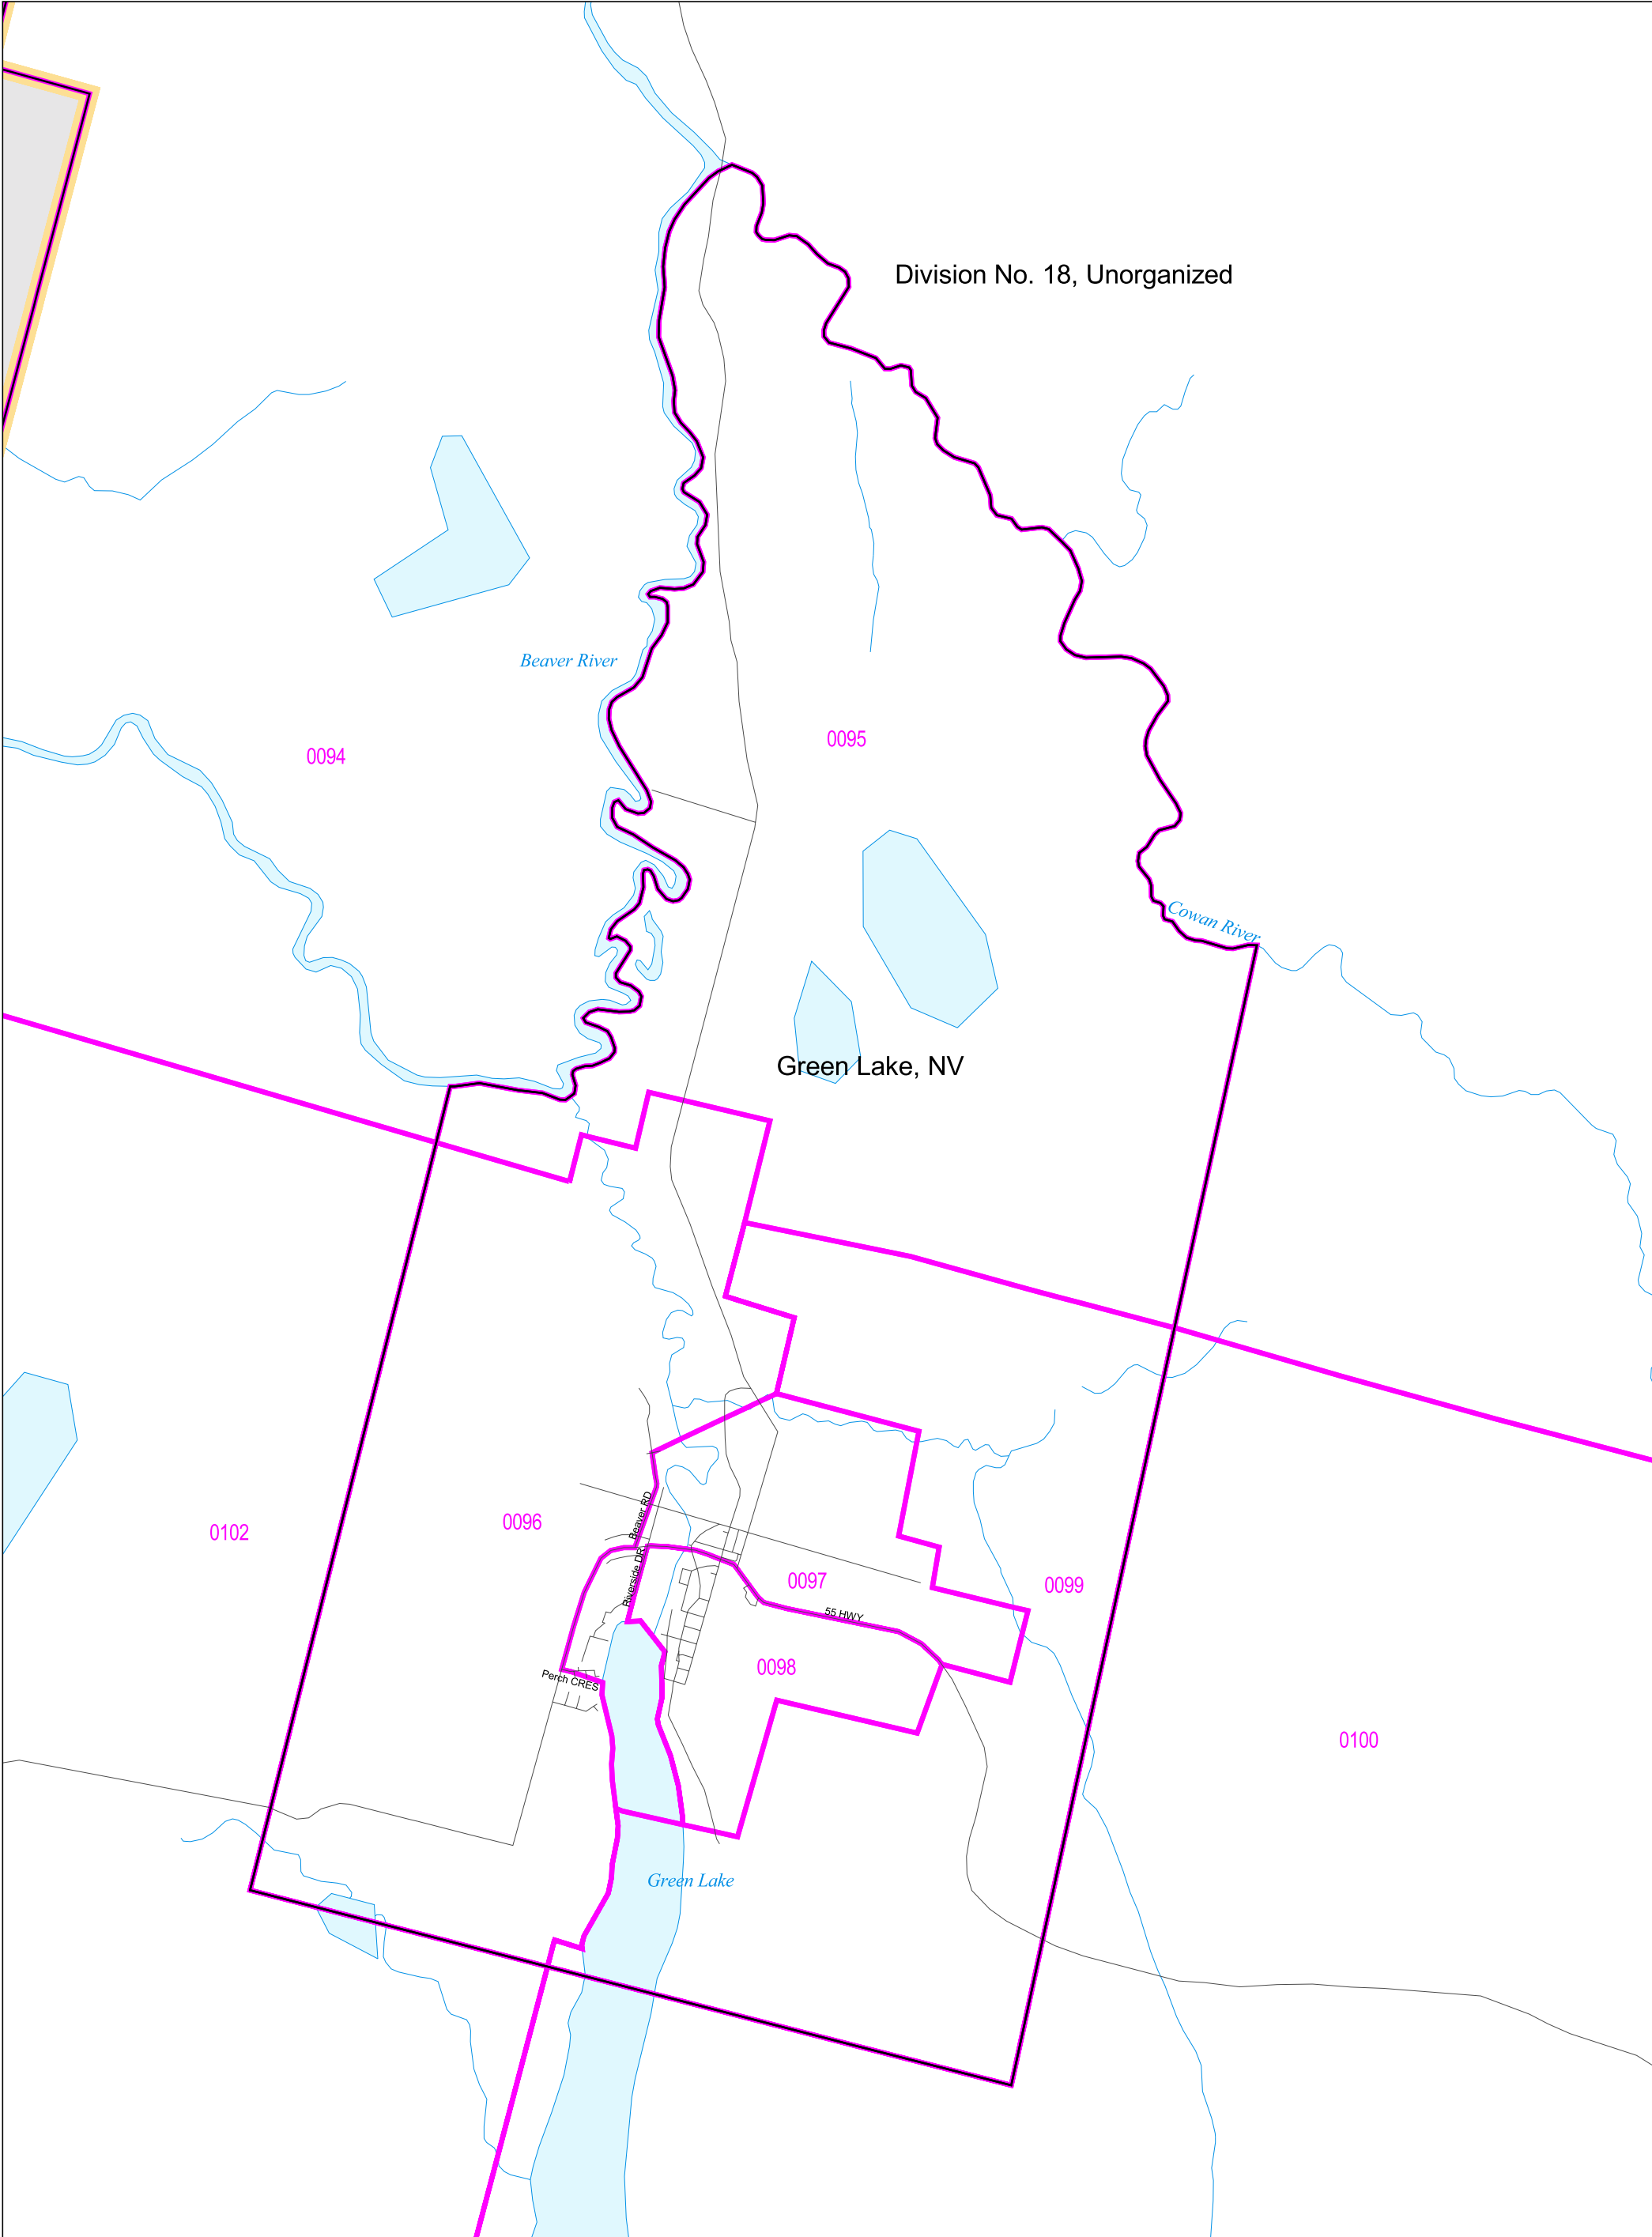 Division No. 18, Unorganized
Beaver River
0094
0095
Cowan River
Green Lake, NV
0102
0096
Beaver RD
Riverside DR
0097
0099
55 HWY
0098
Perch CRES
0100
Green Lake